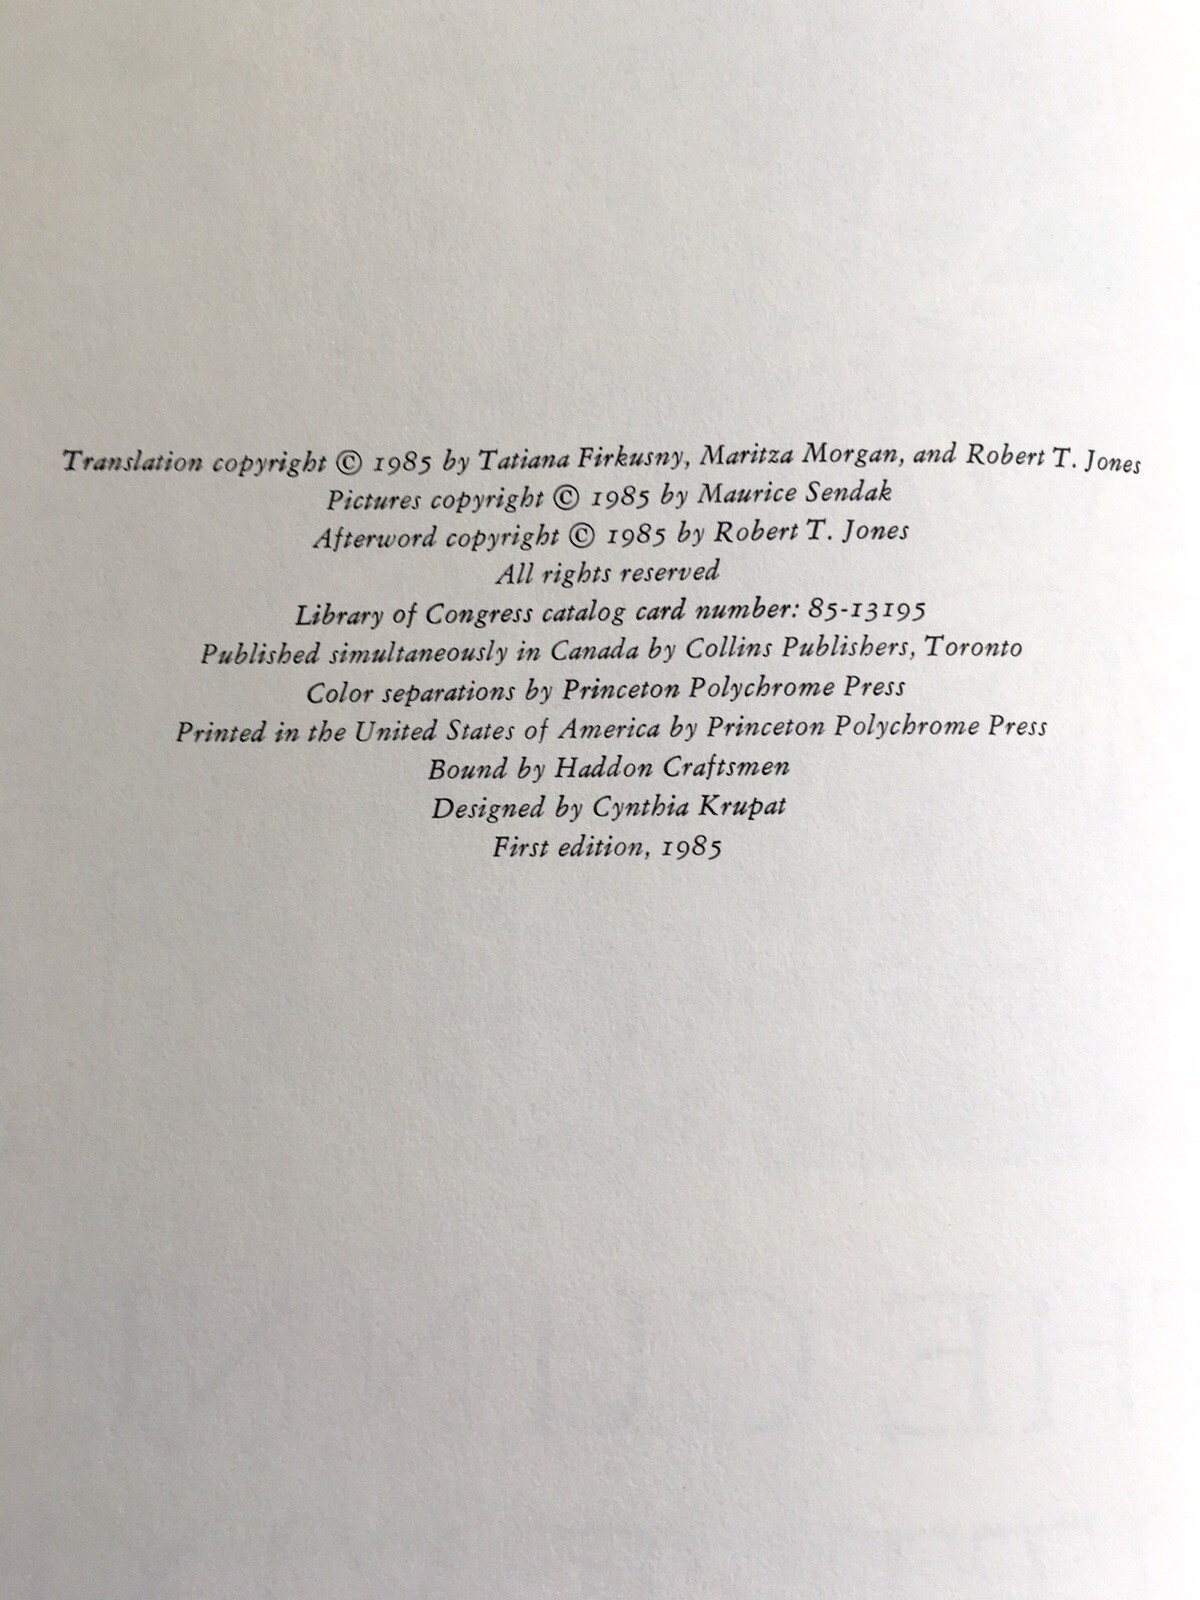 Translation copyright © 1985 by Tatiana Firkusny, Maritza Morgan, and Robert T. Jones
Pictures copyright © 1985 by Maurice Sendak
Afterword copyright © 1985 by Robert T. Jones
All rights reserved
Library of Congress catalog card number: 85-13195
Published simultaneously in Canada by Collins Publishers, Toronto
Color separations by Princeton Polychrome Press
Printed in the United States of America by Princeton Polychrome Press
Bound by Haddon Craftsmen
Designed by Cynthia Krupat
First edition, 1985